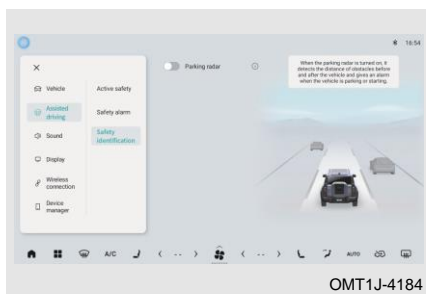 16:54
Vehicle
Assisted
driving
Sound
Display
Wireless
connection
Device
manager
Active safety
Safety alarm
Safety
identification
Parking radar
When the parking radar is turned on, it
detects the distance of obstacles before
and after the vehicle and gives an alarm
when the vehicle is parking or starting.
A/C
< -- >
< -- >
AUTO
OMT1J-4184